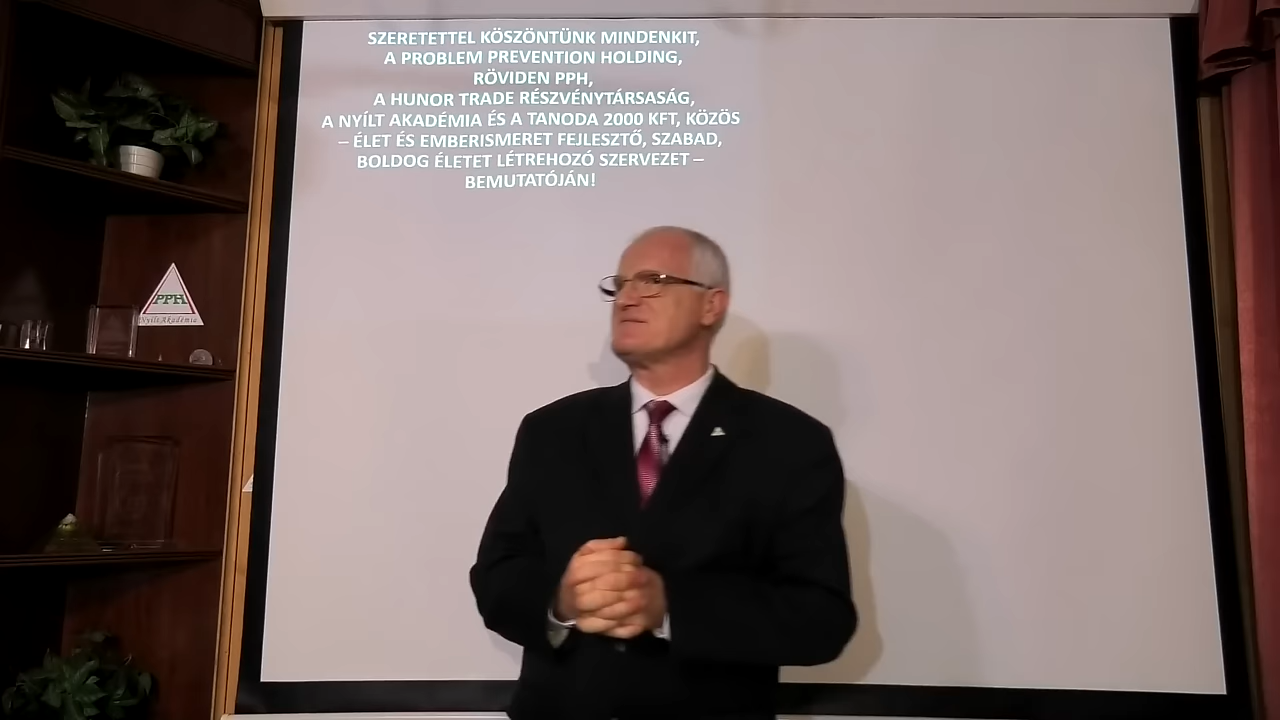 SZERETETTEL KÖSZÖNTÜNK MINDENKIT,
A PROBLEM PREVENTION HOLDING,
RÖVIDEN PPH,
A HUNOR TRADE RÉSZVÉNYTÁRSASÁG,
A NYÍLT AKADÉMIA ÉS A TANODA 2000 KFT, KÖZÖS
– ÉLET ÉS EMBERISMERET FEJLESZTŐ, SZABAD,
BOLDOG ÉLETET LÉTREHOZÓ SZERVEZET –
BEMUTATÓJÁN!
PPH
Nyílt Akadémia